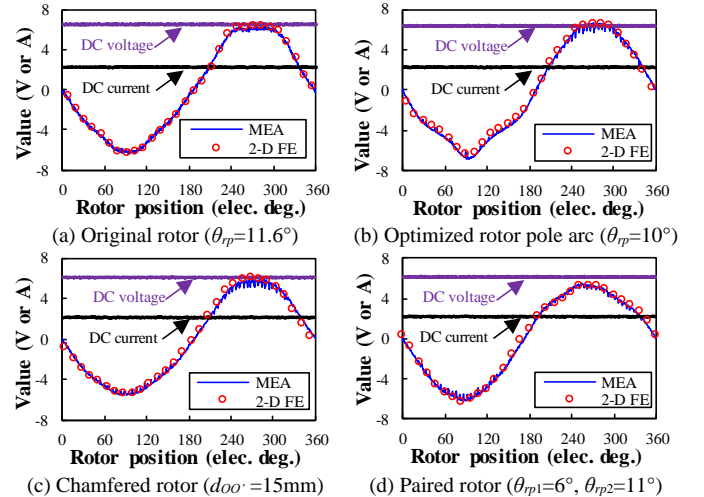 8
4
0
-4
-8
Value (V or A)
DC voltage
DC current
MEA
2-D FE
0 60 120 180 240 300 360
Rotor position (elec. deg.)
(a) Original rotor (θrp=11.6°)
8
4
0
-4
-8
Value (V or A)
DC voltage
DC current
MEA
2-D FE
0 60 120 180 240 300 360
Rotor position (elec. deg.)
(b) Optimized rotor pole arc (θrp=10°)
8
4
0
-4
-8
Value (V or A)
DC voltage
DC current
MEA
2-D FE
0 60 120 180 240 300 360
Rotor position (elec. deg.)
(c) Chamfered rotor (dOO' =15mm)
8
4
0
-4
-8
Value (V or A)
DC voltage
DC current
MEA
2-D FE
0 60 120 180 240 300 360
Rotor position (elec. deg.)
(d) Paired rotor (θrp1=6°, θrp2=11°)